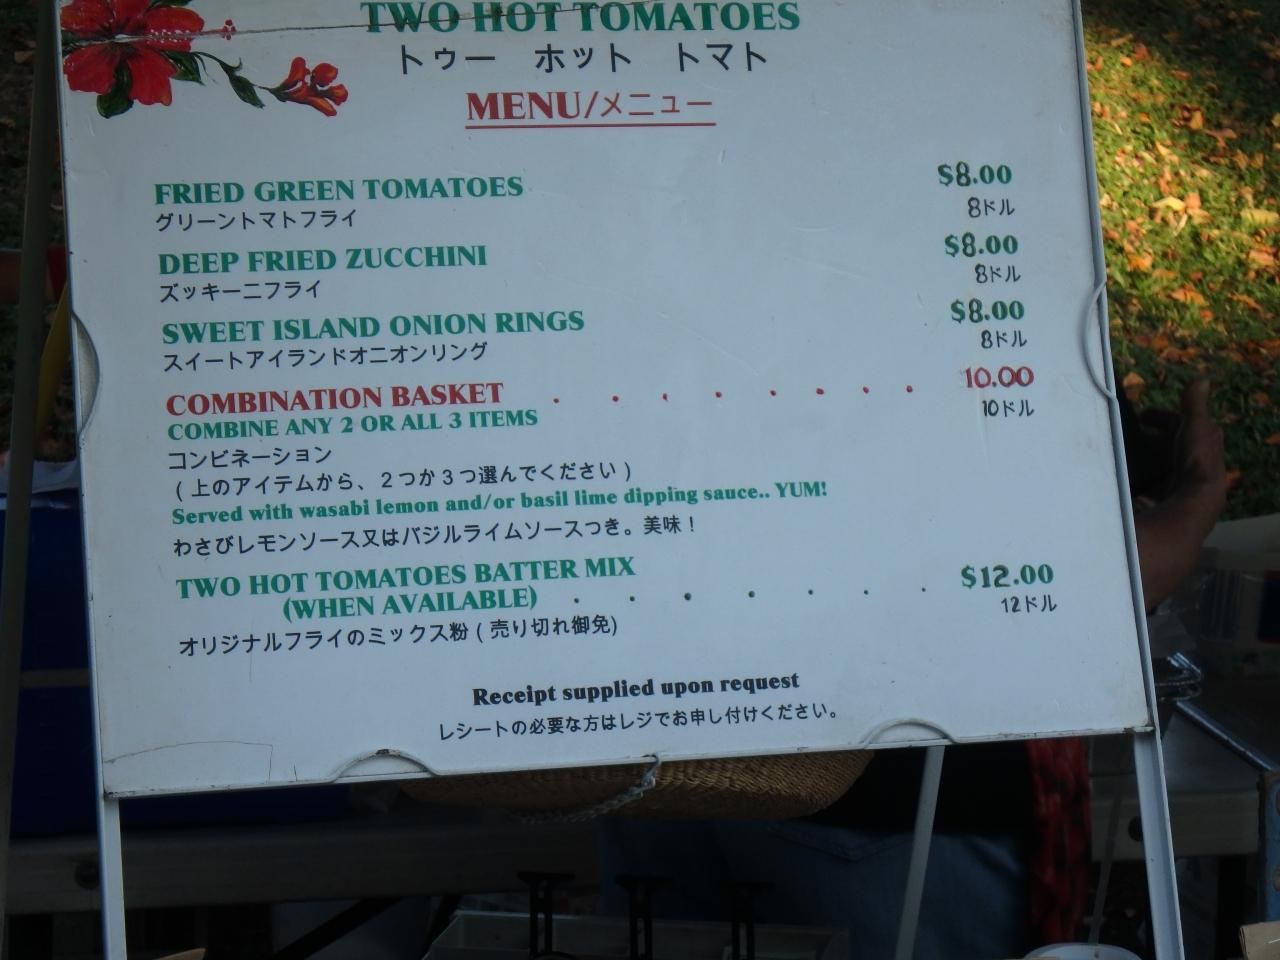 TWO HOT TOMATOES
トゥー ホット トマト
MENU/メニュー
FRIED GREEN TOMATOES $8.00
グリーントマトフライ 8ドル
DEEP FRIED ZUCCHINI $8.00
ズッキーニフライ 8ドル
SWEET ISLAND ONION RINGS $8.00
スイートアイランドオニオンリング 8ドル
COMBINATION BASKET . . . . . . . . 10.00
COMBINE ANY 2 OR ALL 3 ITEMS 10ドル
コンビネーション
(上のアイテムから、2つか3つ選んでください)
Served with wasabi lemon and/or basil lime dipping sauce.. YUM!
わさびレモンソース又はバジルライムソースつき。美味！
TWO HOT TOMATOES BATTER MIX
(WHEN AVAILABLE) . . . . . . . $12.00
オリジナルフライのミックス粉(売り切れ御免) 12ドル
Receipt supplied upon request
レシートの必要な方はレジでお申し付けください。